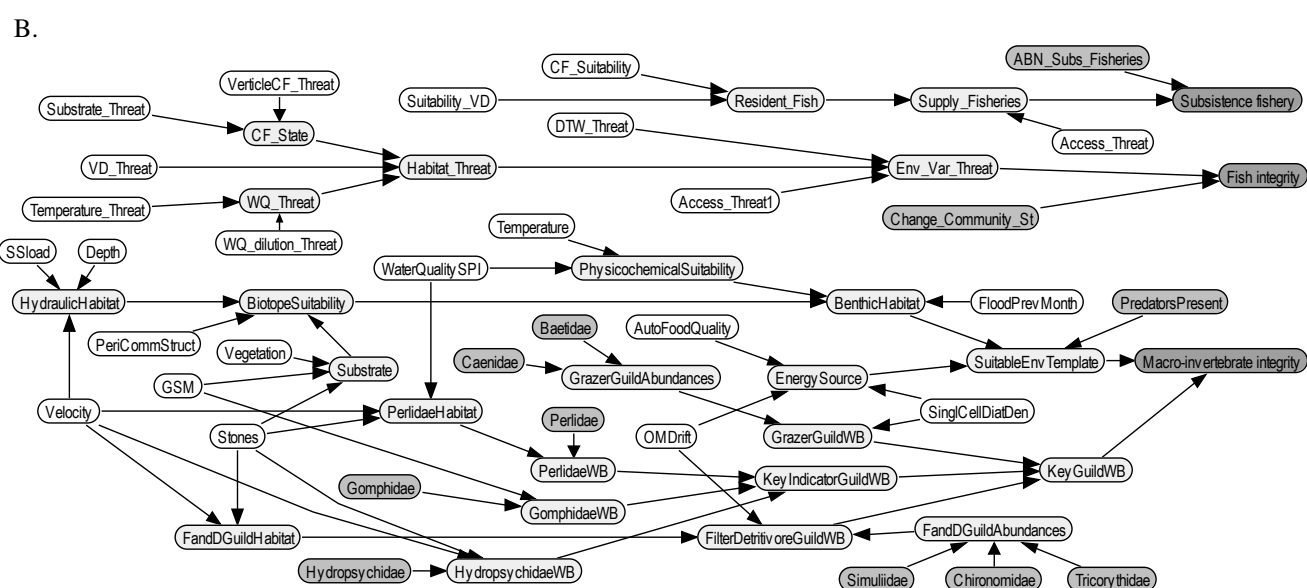 B.
ABN_Subs_Fisheries
CF_Suitability
VerticleCF_Threat
Substrate_Threat
Suitability_VD
Resident_Fish
Supply_Fisheries
Subsistence fishery
DTW_Threat
CF_State
Access_Threat
VD_Threat
Habitat_Threat
Env_Var_Threat
Fish integrity
WQ_Threat
Access_Threat1
Temperature_Threat
Change_Community_St
Temperature
WQ_dilution_Threat
SSload
Depth
WaterQualitySPI
PhysicochemicalSuitability
HydraulicHabitat
BiotopeSuitability
BenthicHabitat
FloodPrevMonth
PredatorsPresent
Baetidae
AutoFoodQuality
PeriCommStruct
Vegetation
Caenidae
Substrate
SuitableEnvTemplate
Macro-invertebrate integrity
GrazerGuildAbundances
EnergySource
GSM
Velocity
PerlidaeHabitat
SinglCellDiatDen
Perlidae
Stones
OMDrift
GrazerGuildWB
PerlidaeWB
KeyIndicatorGuildWB
KeyGuildWB
Gomphidae
GomphidaeWB
FandDGuildHabitat
FilterDetritivoreGuildWB
FandDGuildAbundances
Hydropsychidae
HydropsychidaeWB
Simuliidae
Chironomidae
Tricorythidae